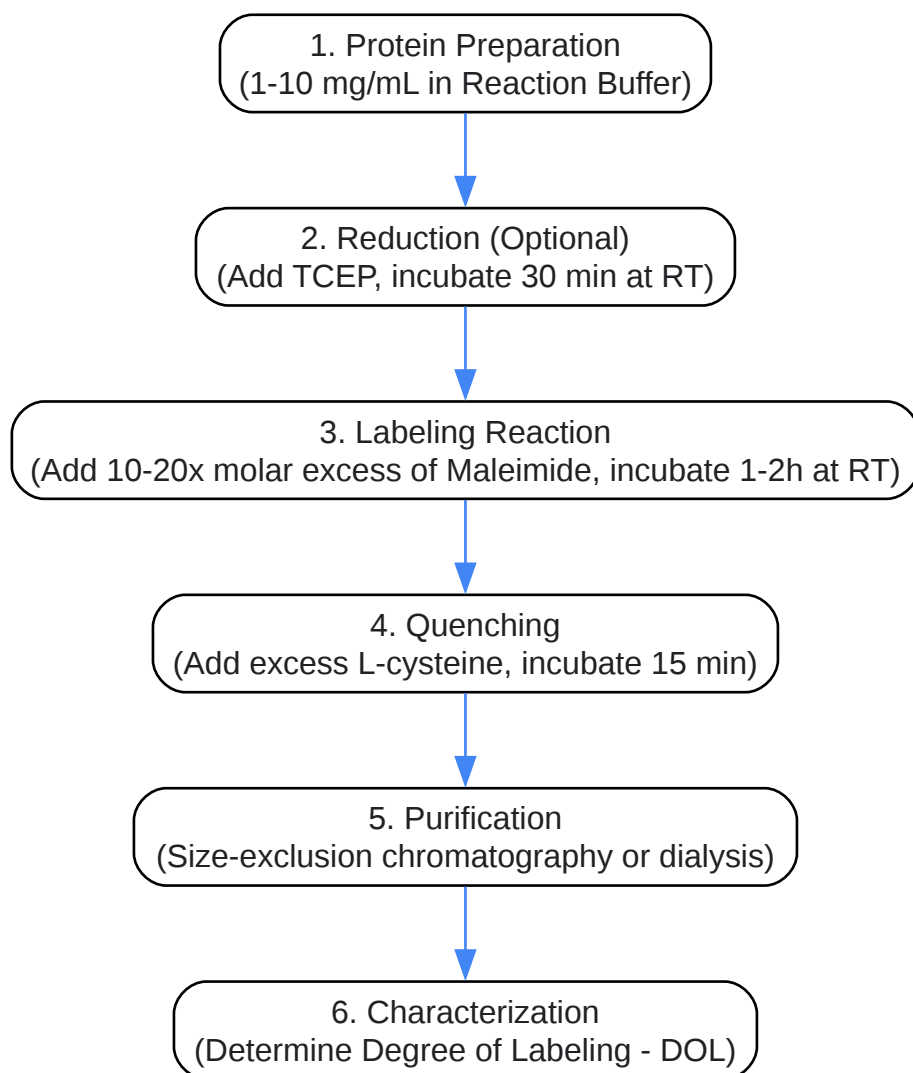 1. Protein Preparation
(1-10 mg/mL in Reaction Buffer)
2. Reduction (Optional)
(Add TCEP, incubate 30 min at RT)
3. Labeling Reaction
(Add 10-20x molar excess of Maleimide, incubate 1-2h at RT)
4. Quenching
(Add excess L-cysteine, incubate 15 min)
5. Purification
(Size-exclusion chromatography or dialysis)
6. Characterization
(Determine Degree of Labeling - DOL)